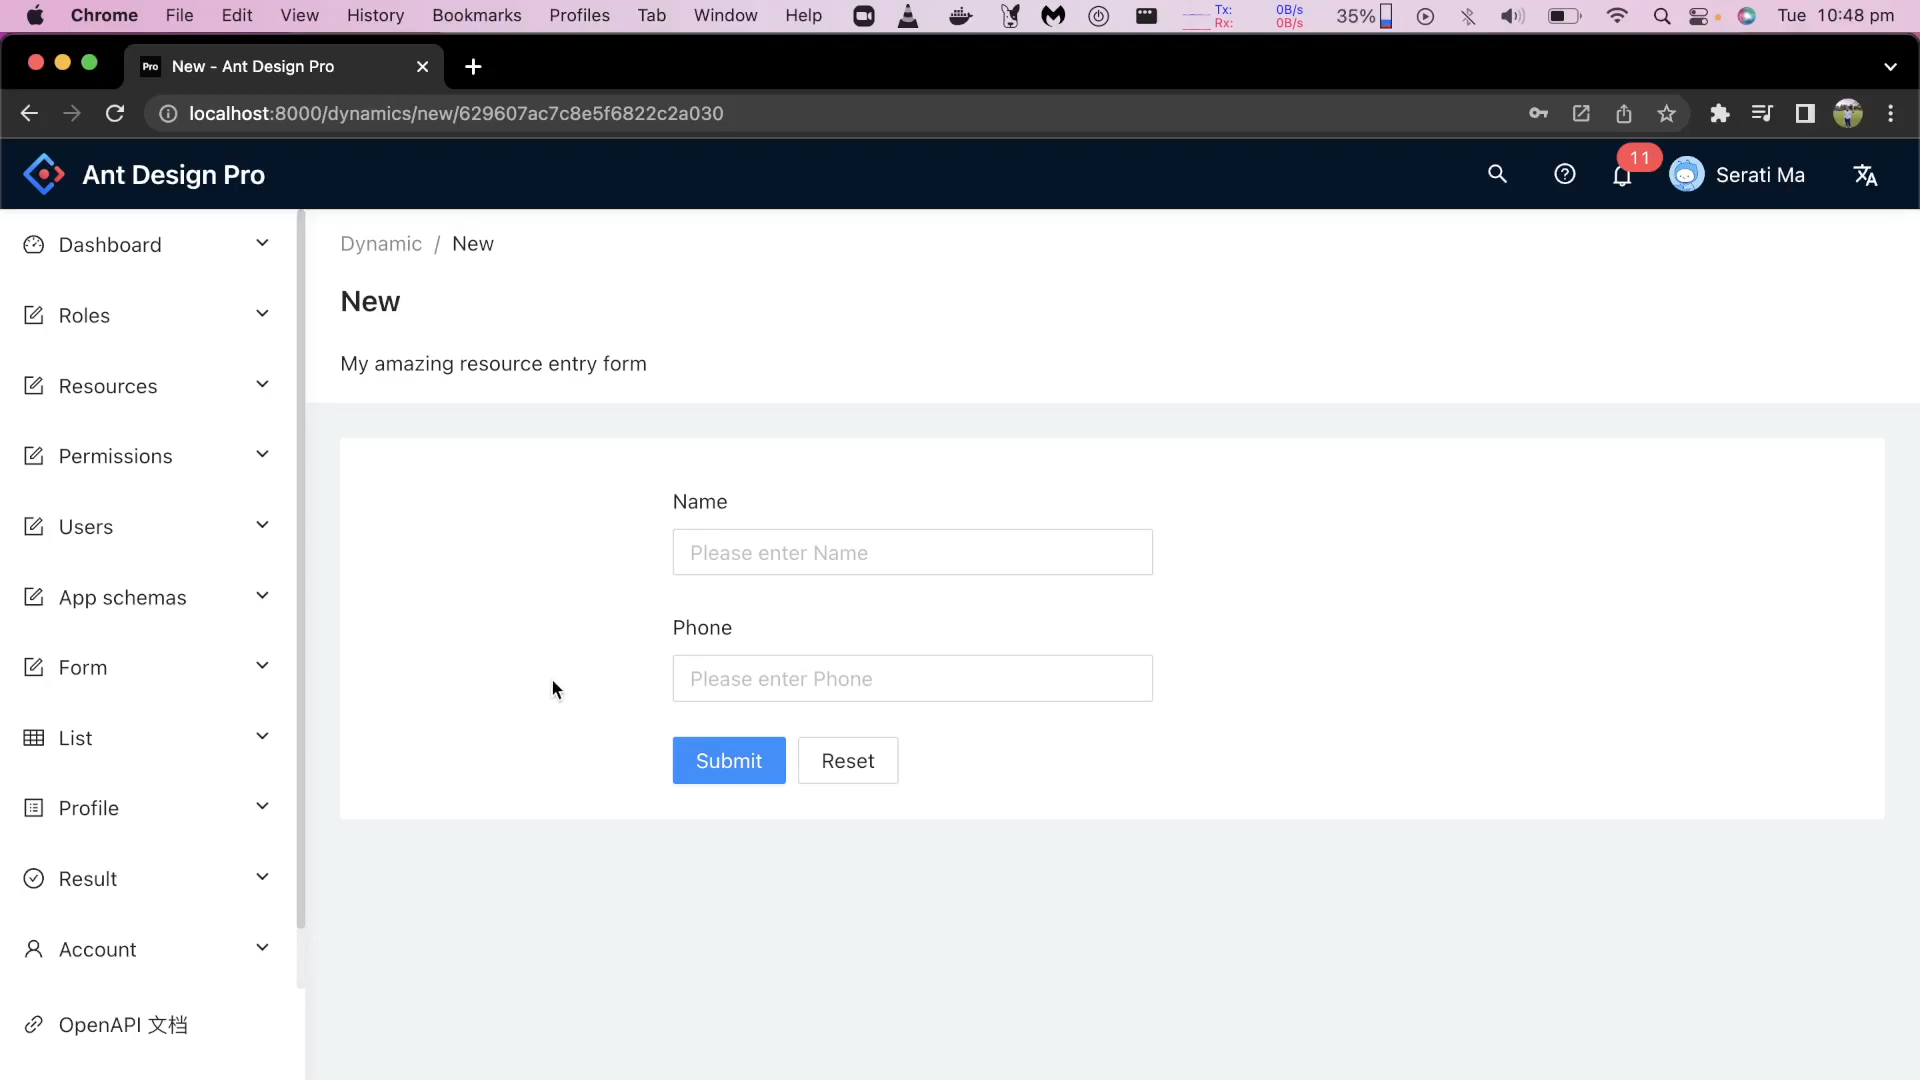 Chrome File Edit View History Bookmarks Profiles Tab Window Help Tx: 0B/s 35% Tue 10:48 pm
Rx: 0B/s
Pro New - Ant Design Pro
localhost:8000/dynamics/new/629607ac7c8e5f6822c2a030
Ant Design Pro 11 Serati Ma
Dashboard
Roles
Resources
Permissions
Users
App schemas
Form
List
Profile
Result
Account
OpenAPI 文档
Dynamic / New
New
My amazing resource entry form
Name
Please enter Name
Phone
Please enter Phone
Submit Reset